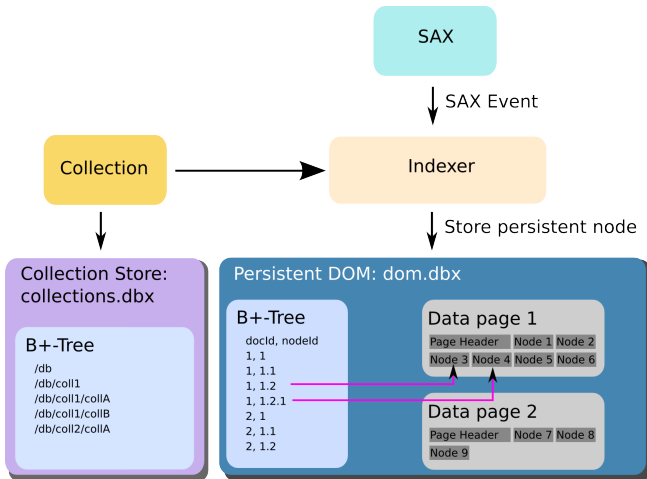 SAX
SAX Event
Collection
Indexer
Store persistent node
Collection Store:
collections.dbx
B+-Tree
/db
/db/coll1
/db/coll1/collA
/db/coll1/collB
/db/coll2/collA
Persistent DOM: dom.dbx
B+-Tree
docId, nodeId
1, 1
1, 1.1
1, 1.2
1, 1.2.1
2, 1
2, 1.1
2, 1.2
Data page 1
Page Header Node 1 Node 2
Node 3 Node 4 Node 5 Node 6
Data page 2
Page Header Node 7 Node 8
Node 9